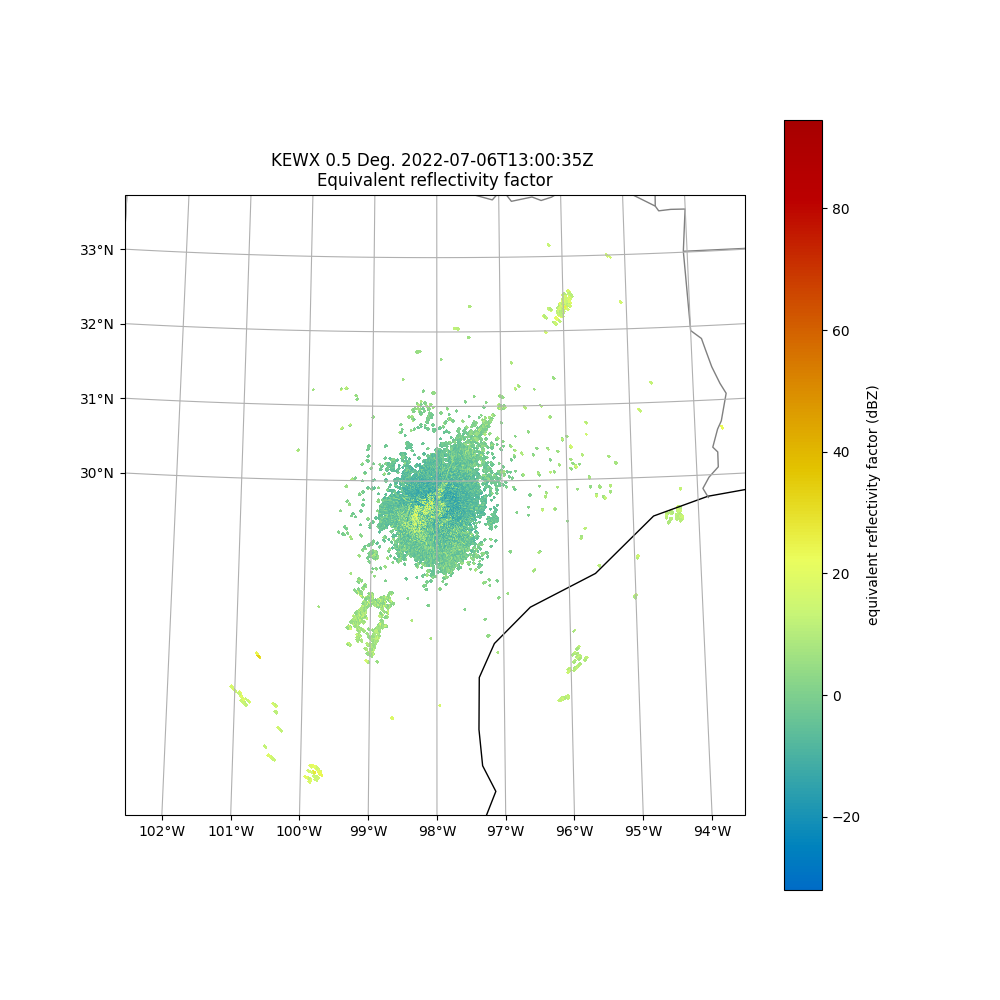 KEWX 0.5 Deg. 2022-07-06T13:00:35Z
Equivalent reflectivity factor
33°N
32°N
31°N
30°N
102°W 101°W 100°W 99°W 98°W 97°W 96°W 95°W 94°W
80
60
40
20
0
−20
equivalent reflectivity factor (dBZ)